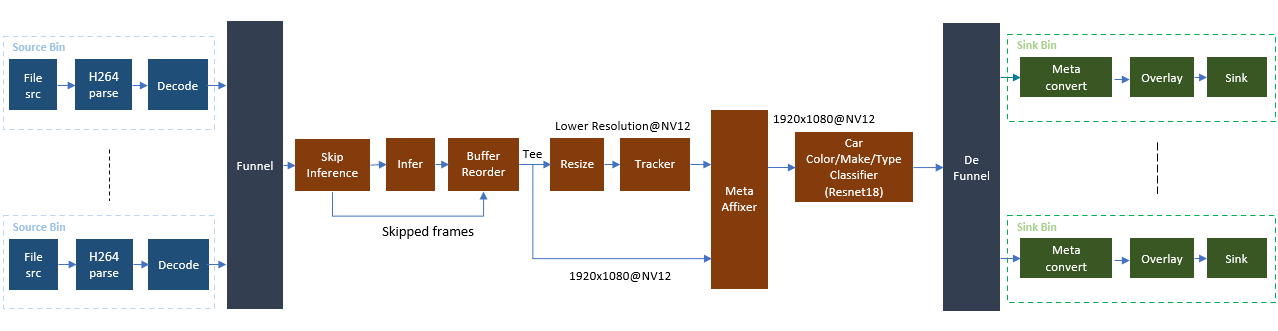 Source Bin
File
src
H264
parse
Decode
Source Bin
File
src
H264
parse
Decode
Funnel
Skip
Inference
Infer
Buffer
Reorder
Skipped frames
Tee
Lower Resolution@NV12
Resize
Tracker
1920x1080@NV12
Meta
Affixer
1920x1080@NV12
Car
Color/Make/Type
Classifier
(Resnet18)
De
Funnel
Sink Bin
Meta
convert
Overlay
Sink
Sink Bin
Meta
convert
Overlay
Sink